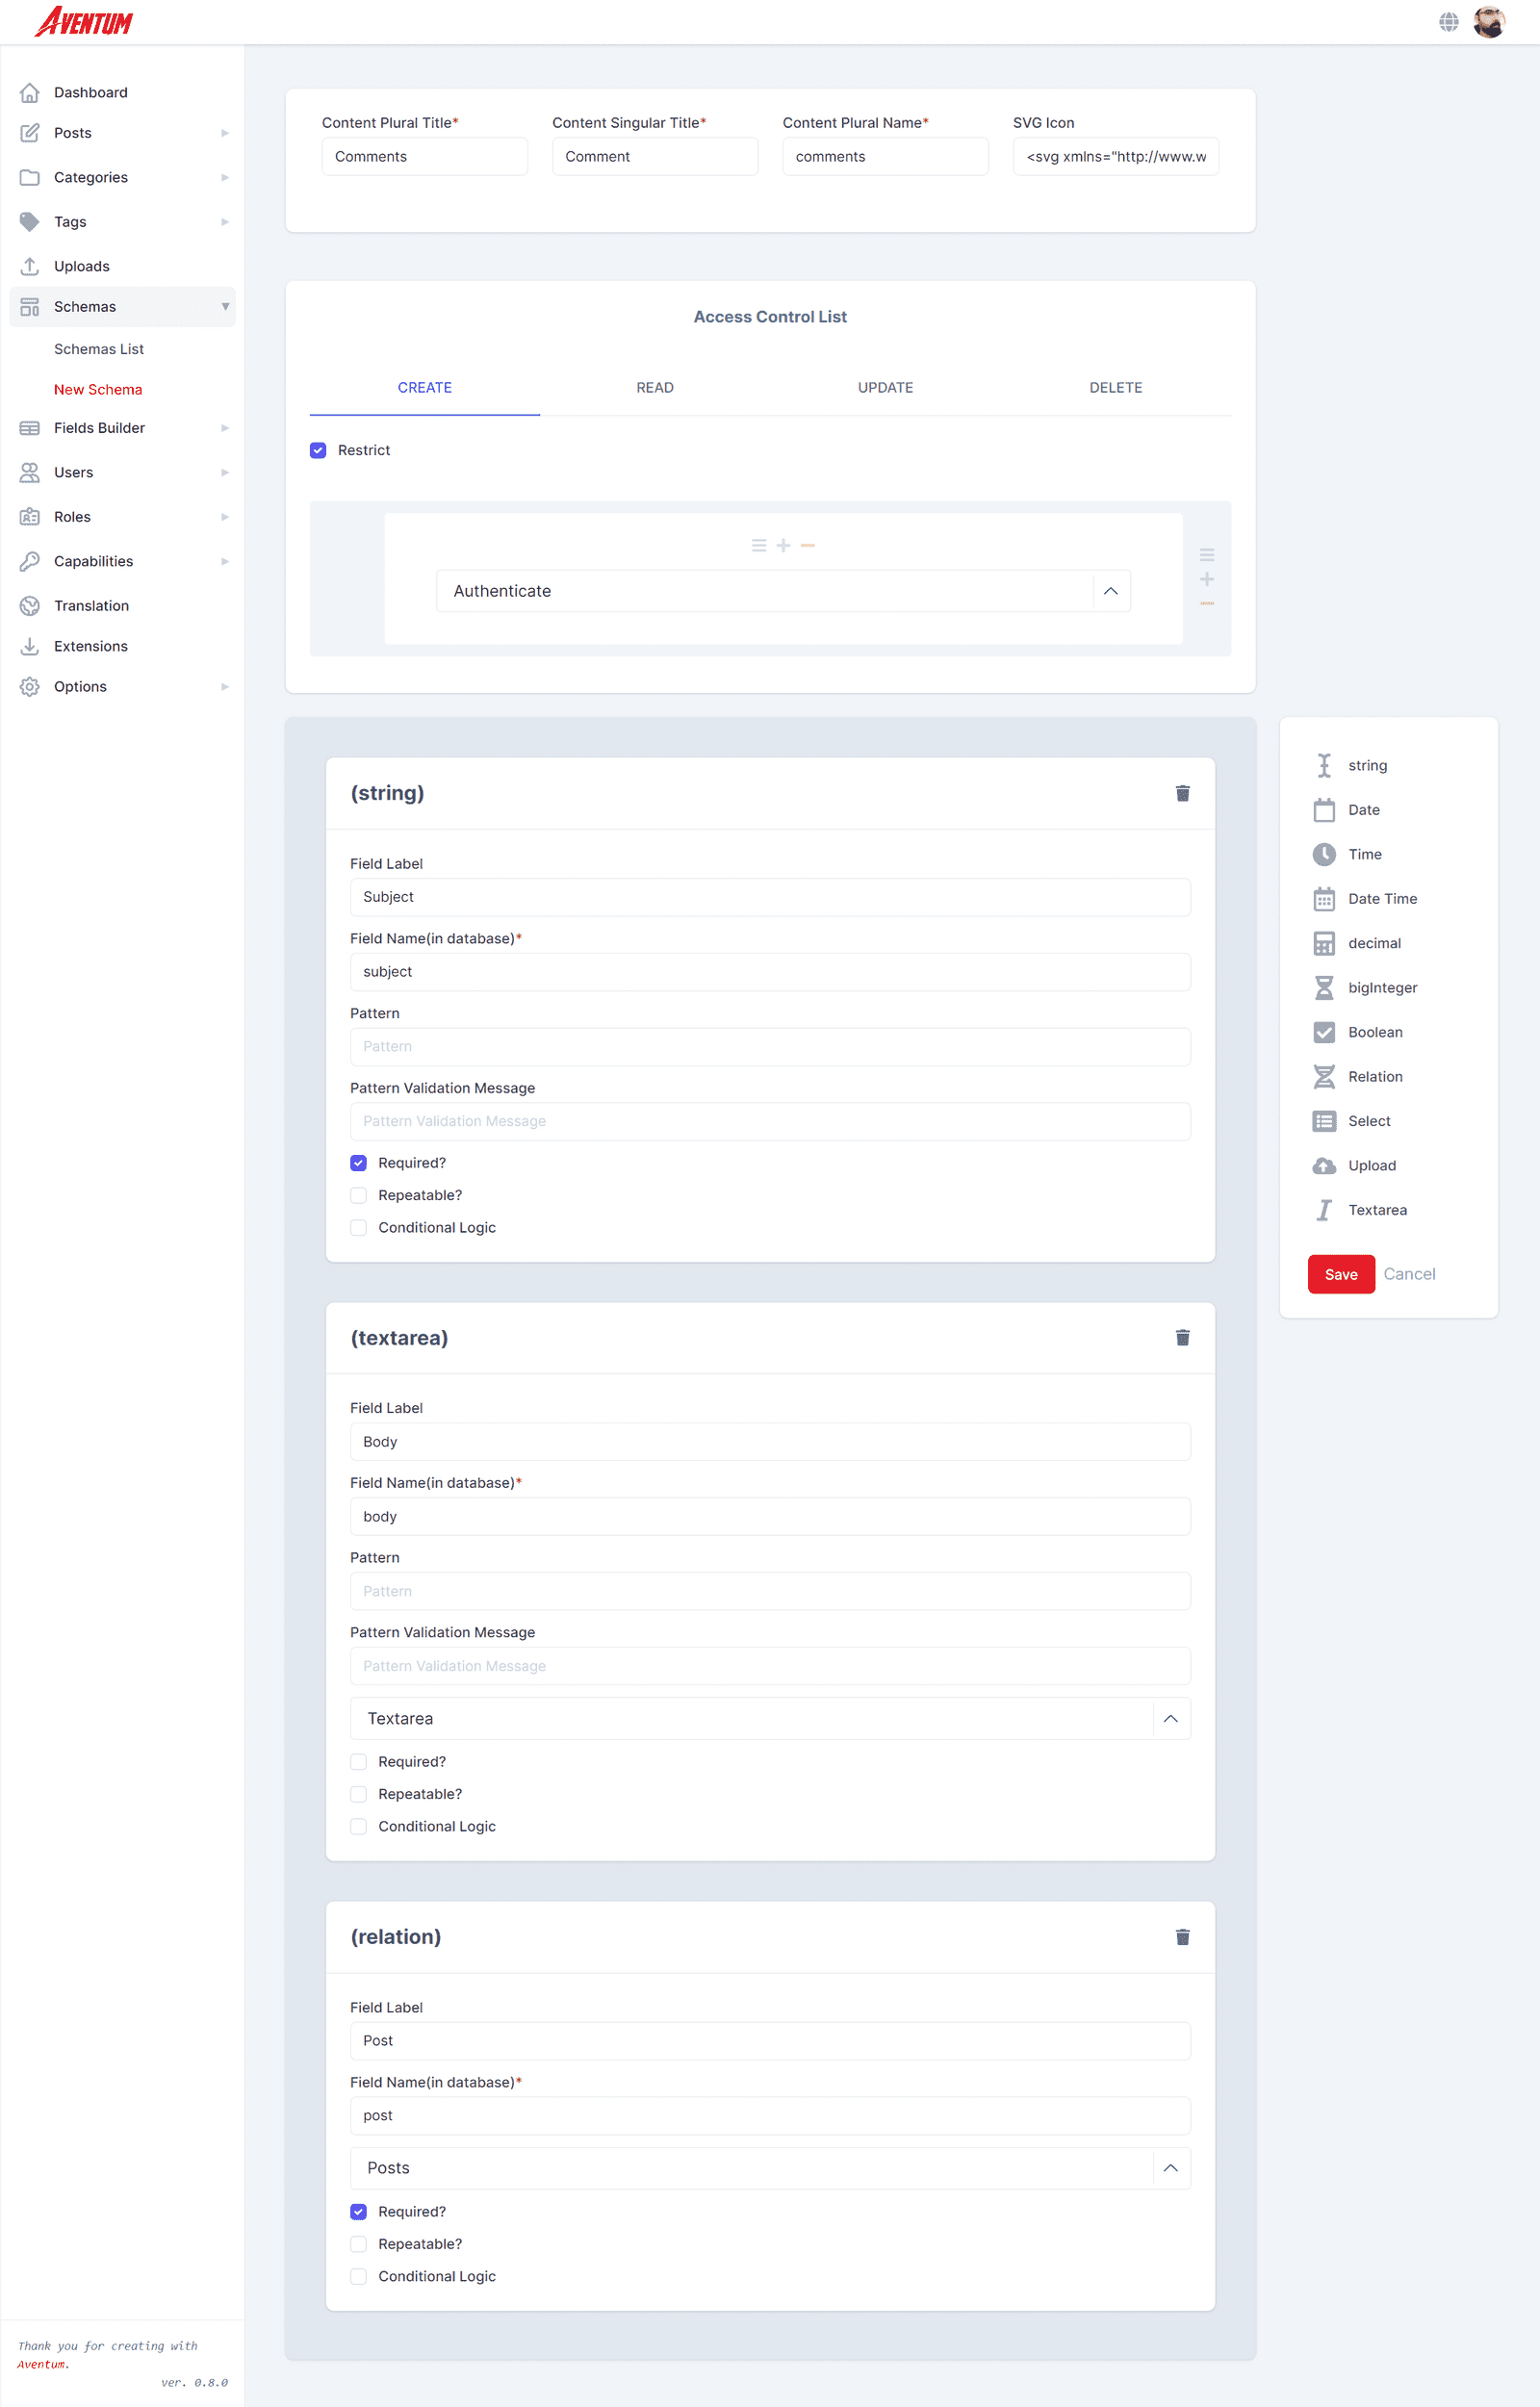 AVENTUM
Dashboard
Posts
Categories
Tags
Uploads
Schemas
Schemas List
New Schema
Fields Builder
Users
Roles
Capabilities
Translation
Extensions
Options
Thank you for creating with
Aventum.
ver. 0.8.0
Content Plural Title* Content Singular Title* Content Plural Name* SVG Icon
Comments Comment comments <svg xmlns="http://www.w
Access Control List
CREATE READ UPDATE DELETE
Restrict
Authenticate
(string)
Field Label
Subject
Field Name(in database)*
subject
Pattern
Pattern
Pattern Validation Message
Pattern Validation Message
Required?
Repeatable?
Conditional Logic
(textarea)
Field Label
Body
Field Name(in database)*
body
Pattern
Pattern
Pattern Validation Message
Pattern Validation Message
Textarea
Required?
Repeatable?
Conditional Logic
(relation)
Field Label
Post
Field Name(in database)*
post
Posts
Required?
Repeatable?
Conditional Logic
string
Date
Time
Date Time
decimal
bigInteger
Boolean
Relation
Select
Upload
Textarea
Save Cancel